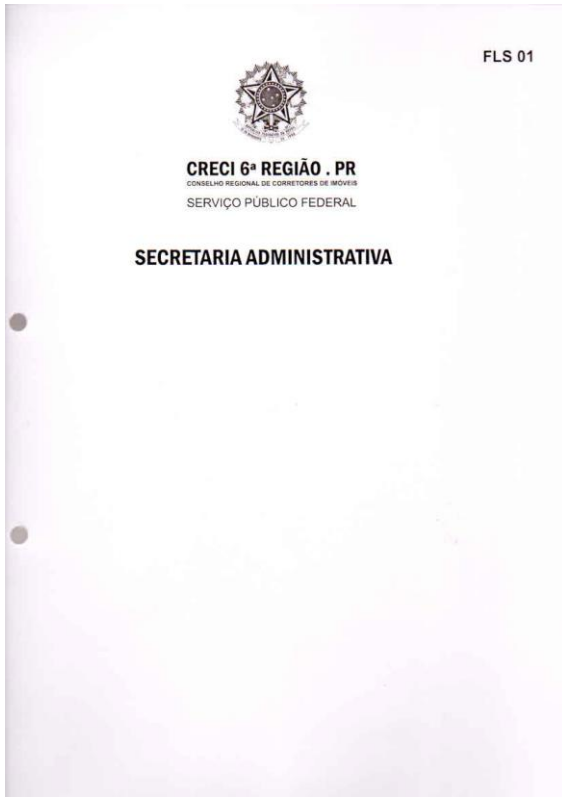 FLS 01
CRECI 6ª REGIÃO . PR
CONSELHO REGIONAL DE CORRETORES DE IMÓVEIS
SERVIÇO PÚBLICO FEDERAL
SECRETARIA ADMINISTRATIVA